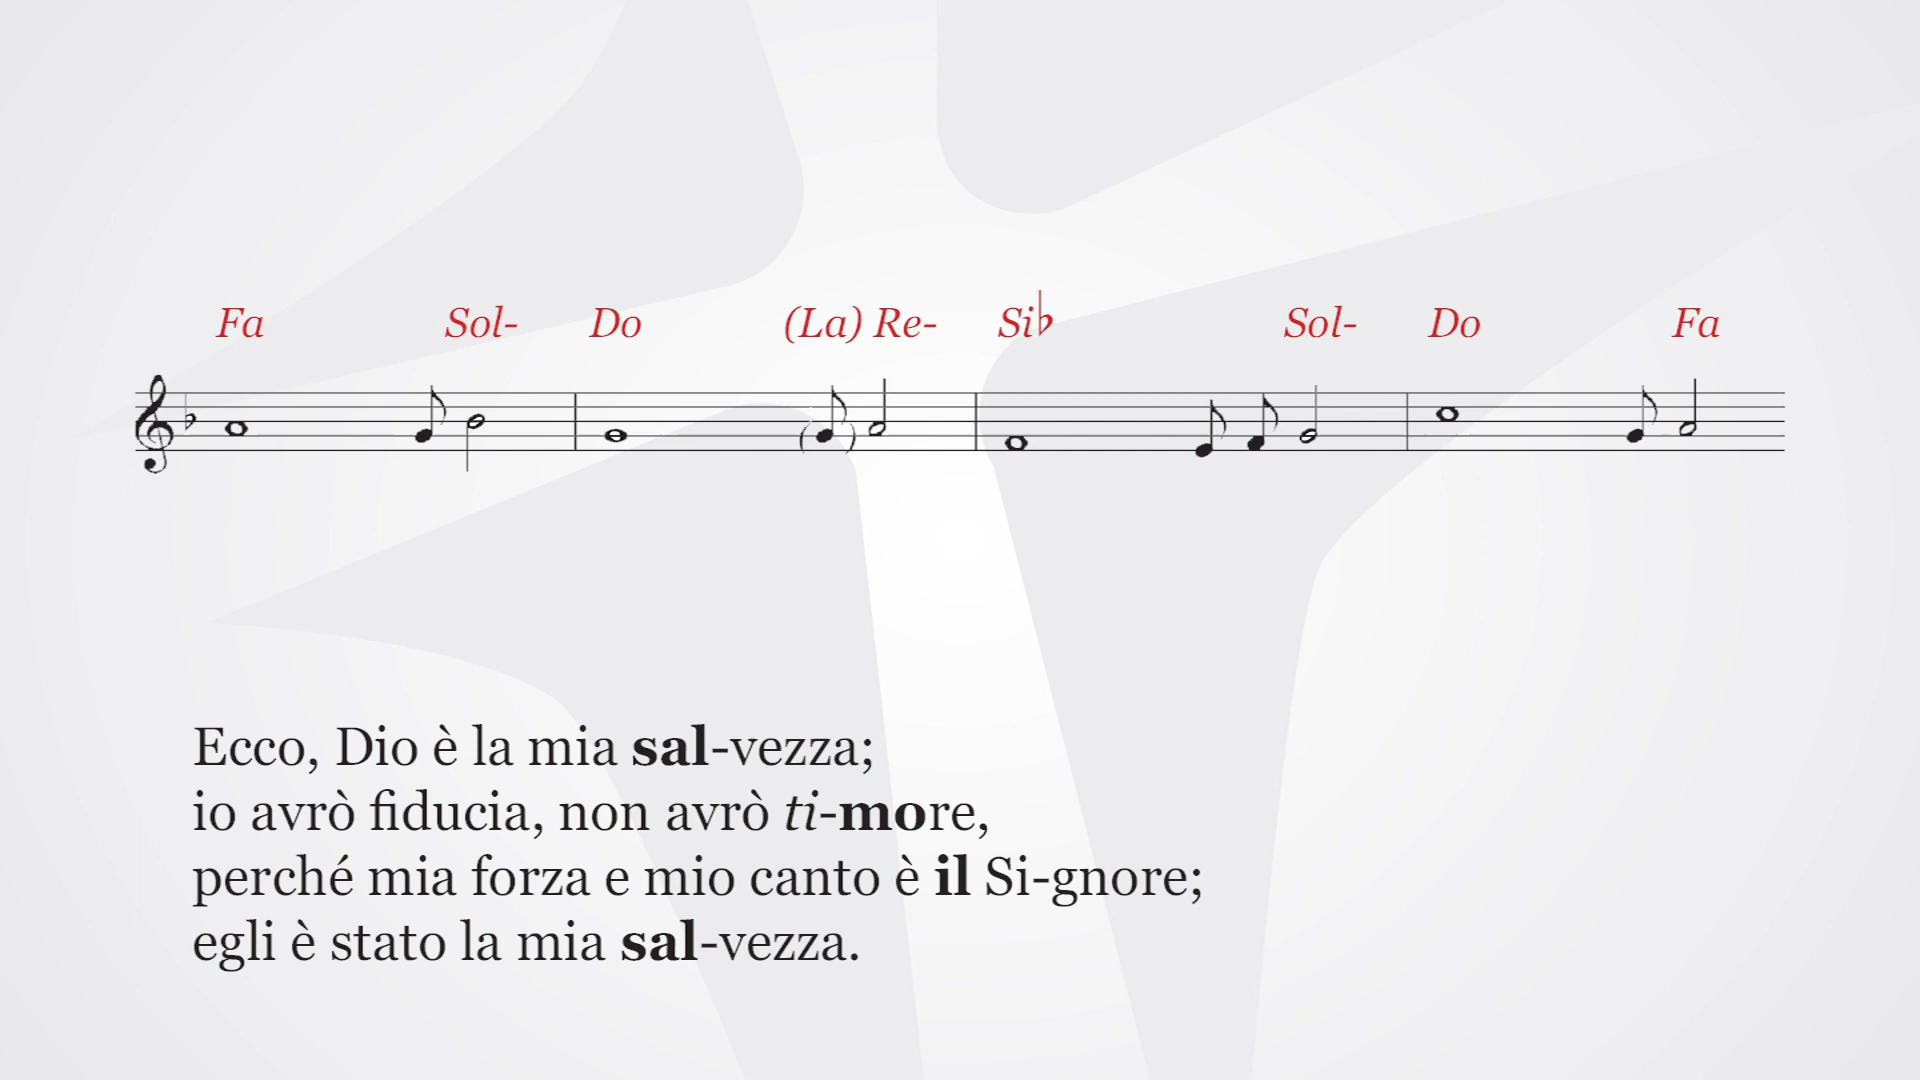 Fa Sol- Do (La) Re- Si♭ Sol- Do Fa
Ecco, Dio è la mia sal-vezza;
io avrò fiducia, non avrò ti-more,
perché mia forza e mio canto è il Si-gnore;
egli è stato la mia sal-vezza.